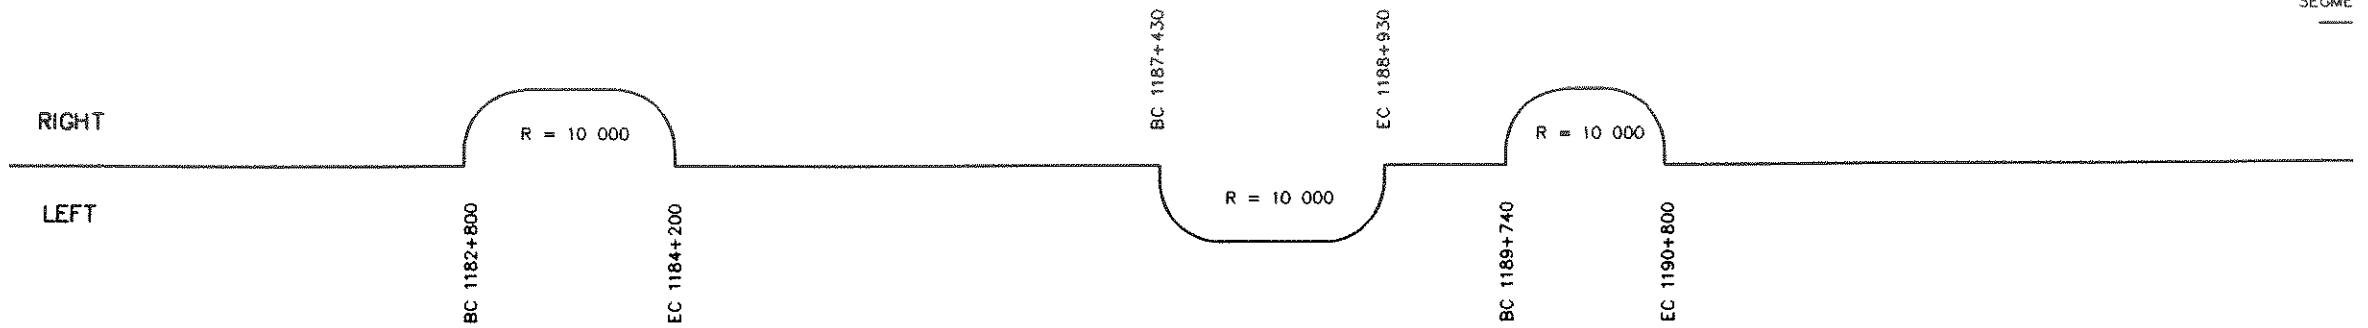 BC 1187+430
EC 1188+930
RIGHT
R = 10 000
R = 10 000
R = 10 000
LEFT
BC 1182+800
EC 1184+200
BC 1189+740
EC 1190+800